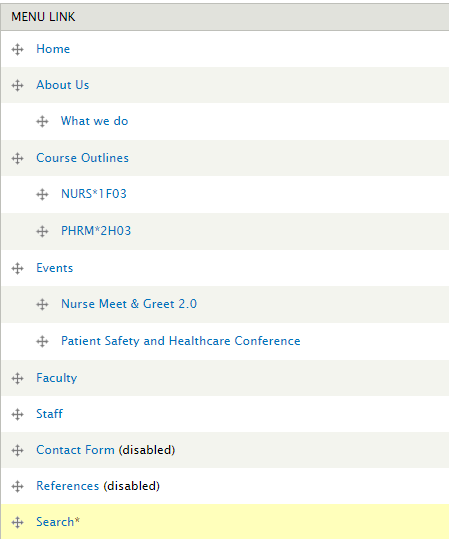 MENU LINK
Home
About Us
What we do
Course Outlines
NURS*1F03
PHRM*2H03
Events
Nurse Meet & Greet 2.0
Patient Safety and Healthcare Conference
Faculty
Staff
Contact Form (disabled)
References (disabled)
Search*